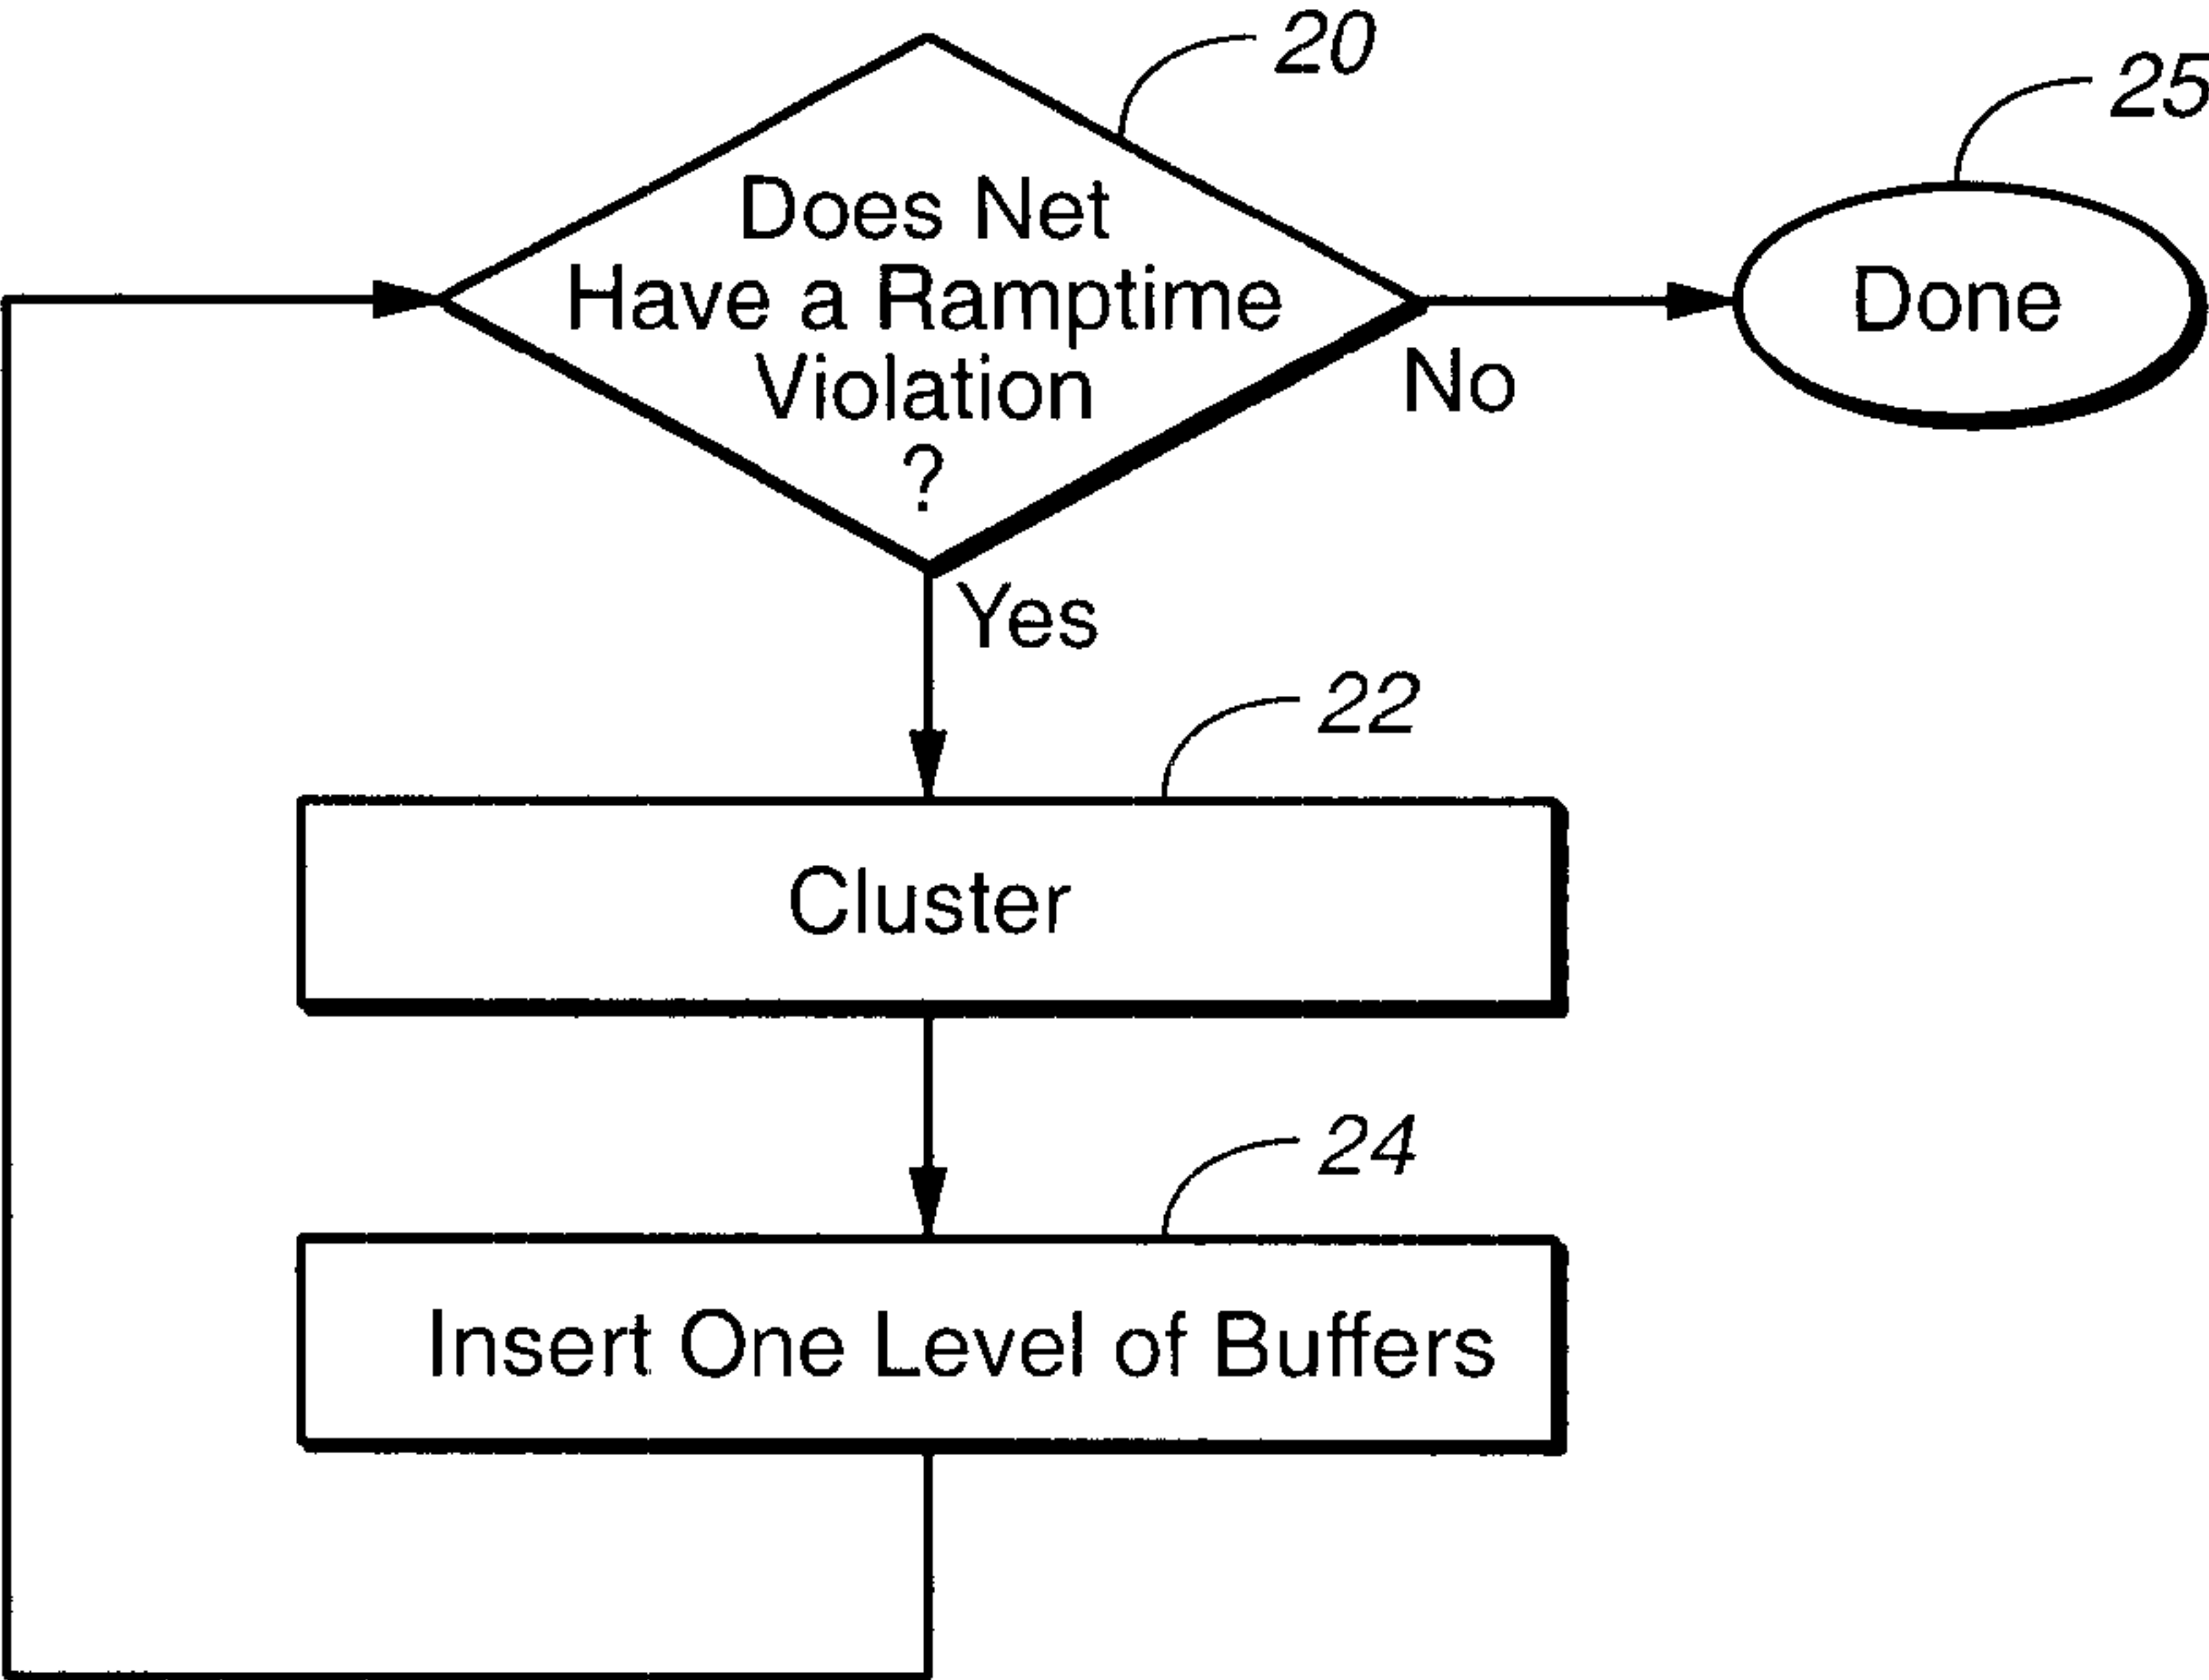 20
25
Does Net
Have a Ramptime
Violation
?
Done
No
Yes
22
Cluster
24
Insert One Level of Buffers